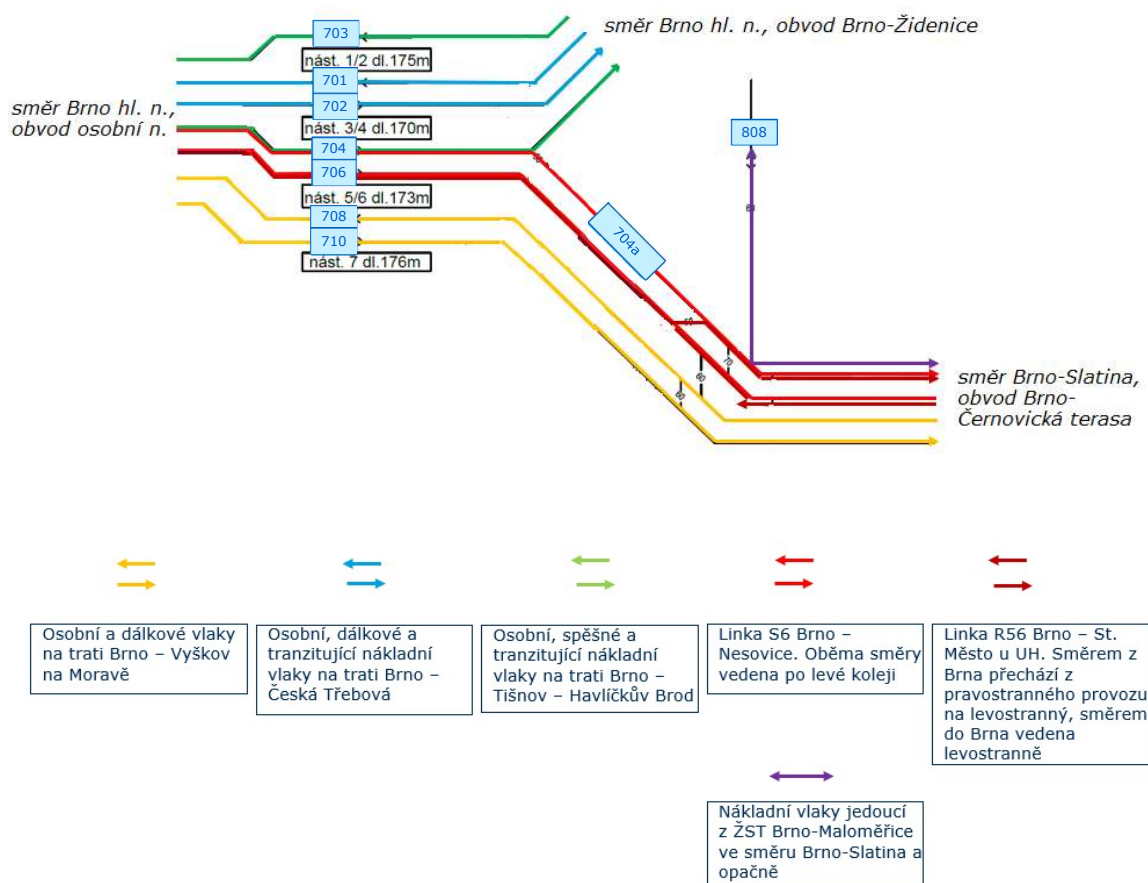 703
směr Brno hl. n., obvod Brno-Židenice
nást. 1/2 dl.175m
701
702
směr Brno hl. n.,
obvod osobní n.
nást. 3/4 dl.170m
808
704
706
nást. 5/6 dl.173m
708
710
nást. 7 dl.176m
704a
60
70
60
60
směr Brno-Slatina,
obvod Brno-
Černovická terasa
Osobní a dálkové vlaky
na trati Brno – Vyškov
na Moravě
Osobní, dálkové a
tranzitující nákladní
vlaky na trati Brno –
Česká Třebová
Osobní, spěšné a
tranzitující nákladní
vlaky na trati Brno –
Tišnov – Havlíčkův Brod
Linka S6 Brno –
Nesovice. Oběma směry
vedena po levé koleji
Linka R56 Brno – St.
Město u UH. Směrem z
Brna přechází z
pravostranného provozu
na levostranný, směrem
do Brna vedena
levostranně
Nákladní vlaky jedoucí
z ŽST Brno-Maloměřice
ve směru Brno-Slatina a
opačně